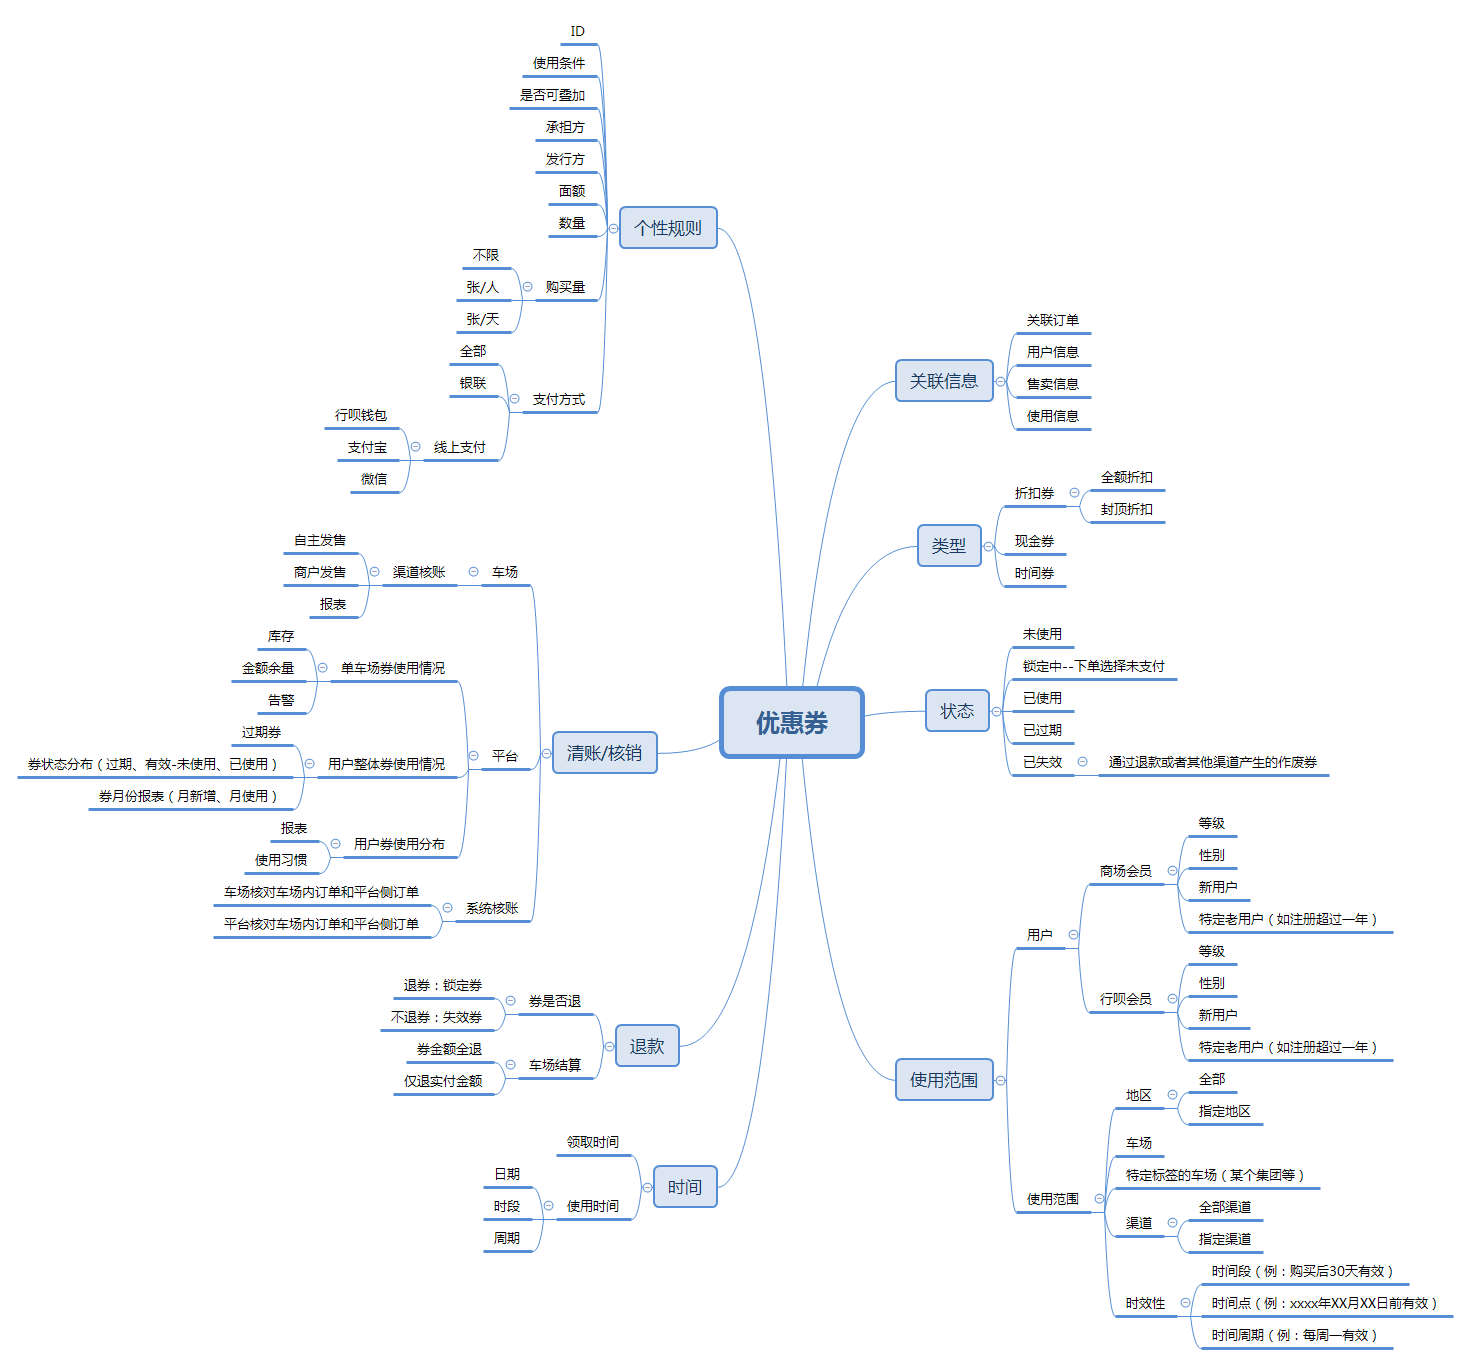 优惠券
个性规则
ID
使用条件
是否可叠加
承担方
发行方
面额
数量
购买量
不限
张/人
张/天
支付方式
全部
银联
线上支付
行呗钱包
支付宝
微信
清账/核销
车场
渠道核账
自主发售
商户发售
报表
平台
单车场券使用情况
库存
金额余量
告警
用户整体券使用情况
过期券
券状态分布（过期、有效-未使用、已使用）
券月份报表（月新增、月使用）
用户券使用分布
报表
使用习惯
系统核账
车场核对车场内订单和平台侧订单
平台核对车场内订单和平台侧订单
退款
券是否退
退券：锁定券
不退券：失效券
车场结算
券金额全退
仅退实付金额
时间
领取时间
使用时间
日期
时段
周期
关联信息
关联订单
用户信息
售卖信息
使用信息
类型
折扣券
全额折扣
封顶折扣
现金券
时间券
状态
未使用
锁定中--下单选择未支付
已使用
已过期
已失效
通过退款或者其他渠道产生的作废券
使用范围
用户
商场会员
等级
性别
新用户
特定老用户（如注册超过一年）
行呗会员
等级
性别
新用户
特定老用户（如注册超过一年）
使用范围
地区
全部
指定地区
车场
特定标签的车场（某个集团等）
渠道
全部渠道
指定渠道
时效性
时间段（例：购买后30天有效）
时间点（例：xxxx年XX月XX日前有效）
时间周期（例：每周一有效）